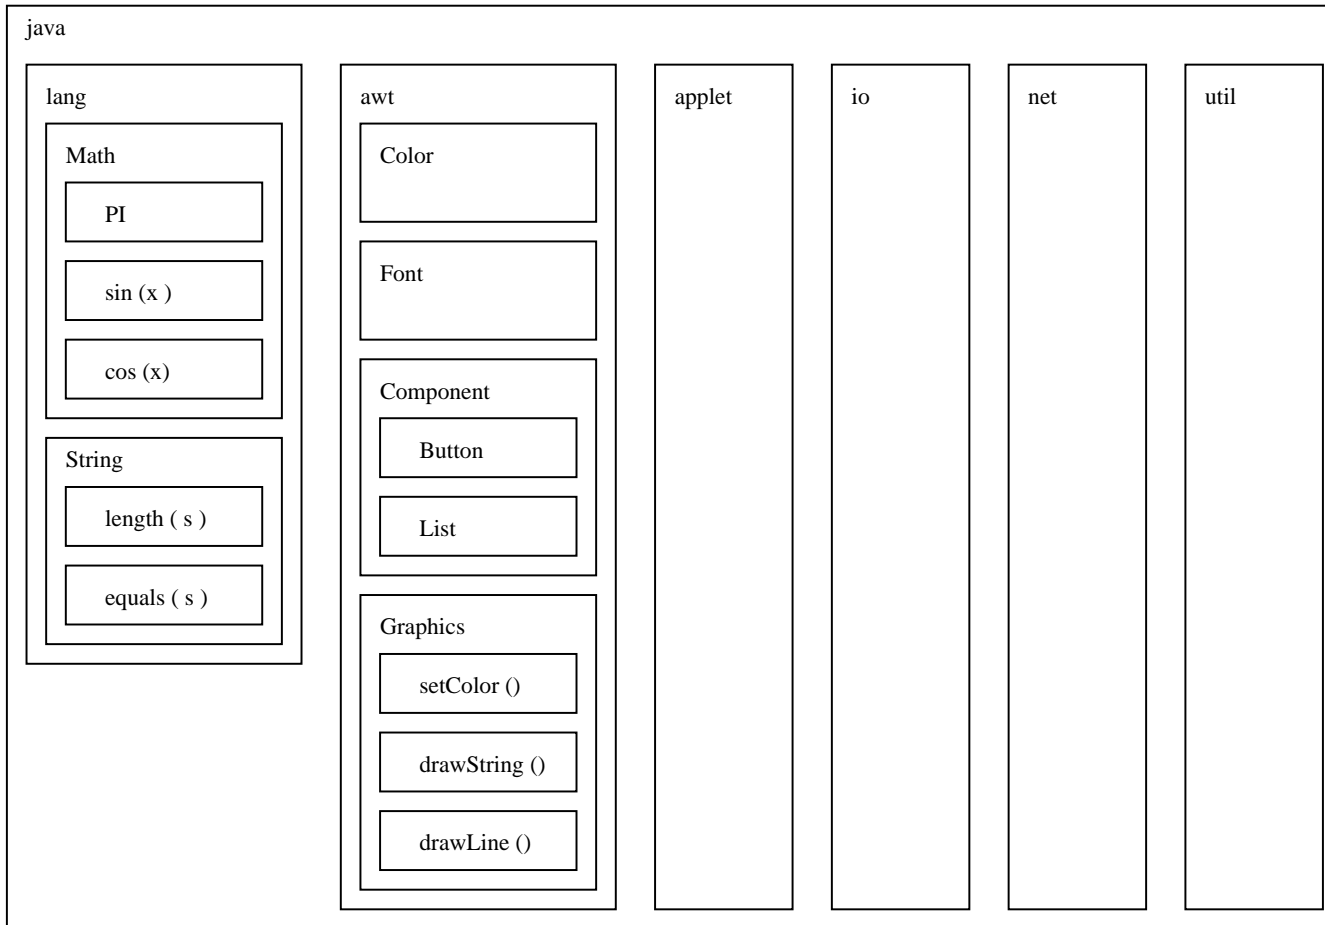 java
lang
Math
PI
sin (x )
cos (x)
String
length ( s )
equals ( s )
awt
Color
Font
Component
Button
List
Graphics
setColor ()
drawString ()
drawLine ()
applet
io
net
util